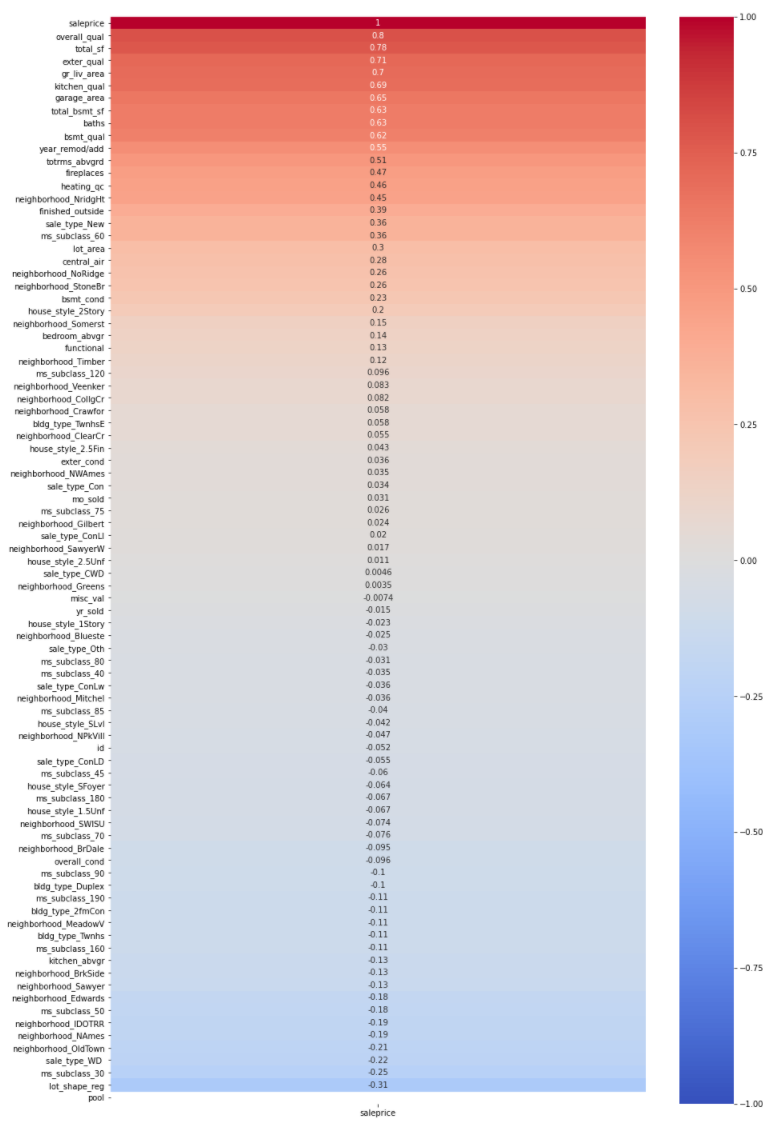 saleprice 1
overall_qual 0.8
total_sf 0.78
exter_qual 0.71
gr_liv_area 0.7
kitchen_qual 0.69
garage_area 0.65
total_bsmt_sf 0.63
baths 0.63
bsmt_qual 0.62
year_remod/add 0.55
totrms_abvgrd 0.51
fireplaces 0.47
heating_qc 0.46
neighborhood_NridgHt 0.45
finished_outside 0.39
sale_type_New 0.36
ms_subclass_60 0.36
lot_area 0.3
central_air 0.28
neighborhood_NoRidge 0.26
neighborhood_StoneBr 0.26
bsmt_cond 0.23
house_style_2Story 0.2
neighborhood_Somerst 0.15
bedroom_abvgr 0.14
functional 0.13
neighborhood_Timber 0.12
ms_subclass_120 0.096
neighborhood_Veenker 0.083
neighborhood_CollgCr 0.082
neighborhood_Crawfor 0.058
bldg_type_TwnhsE 0.058
neighborhood_ClearCr 0.055
house_style_2.5Fin 0.043
exter_cond 0.036
neighborhood_NWAmes 0.035
sale_type_Con 0.034
mo_sold 0.031
ms_subclass_75 0.026
neighborhood_Gilbert 0.024
sale_type_ConLI 0.02
neighborhood_SawyerW 0.017
house_style_2.5Unf 0.011
sale_type_CWD 0.0046
neighborhood_Greens 0.0035
misc_val -0.0074
yr_sold -0.015
house_style_1Story -0.023
neighborhood_Blueste -0.025
sale_type_Oth -0.03
ms_subclass_80 -0.031
ms_subclass_40 -0.035
sale_type_ConLw -0.036
neighborhood_Mitchel -0.036
ms_subclass_85 -0.04
house_style_SLvl -0.042
neighborhood_NPkVill -0.047
id -0.052
sale_type_ConLD -0.055
ms_subclass_45 -0.06
house_style_SFoyer -0.064
ms_subclass_180 -0.067
house_style_1.5Unf -0.067
neighborhood_SWISU -0.074
ms_subclass_70 -0.076
neighborhood_BrDale -0.095
overall_cond -0.096
ms_subclass_90 -0.1
bldg_type_Duplex -0.1
ms_subclass_190 -0.11
bldg_type_2fmCon -0.11
neighborhood_MeadowV -0.11
bldg_type_Twnhs -0.11
ms_subclass_160 -0.11
kitchen_abvgr -0.13
neighborhood_BrkSide -0.13
neighborhood_Sawyer -0.13
neighborhood_Edwards -0.18
ms_subclass_50 -0.18
neighborhood_IDOTRR -0.19
neighborhood_NAmes -0.19
neighborhood_OldTown -0.21
sale_type_WD -0.22
ms_subclass_30 -0.25
lot_shape_reg -0.31
pool
saleprice
1.00
0.75
0.50
0.25
0.00
−0.25
−0.50
−0.75
−1.00